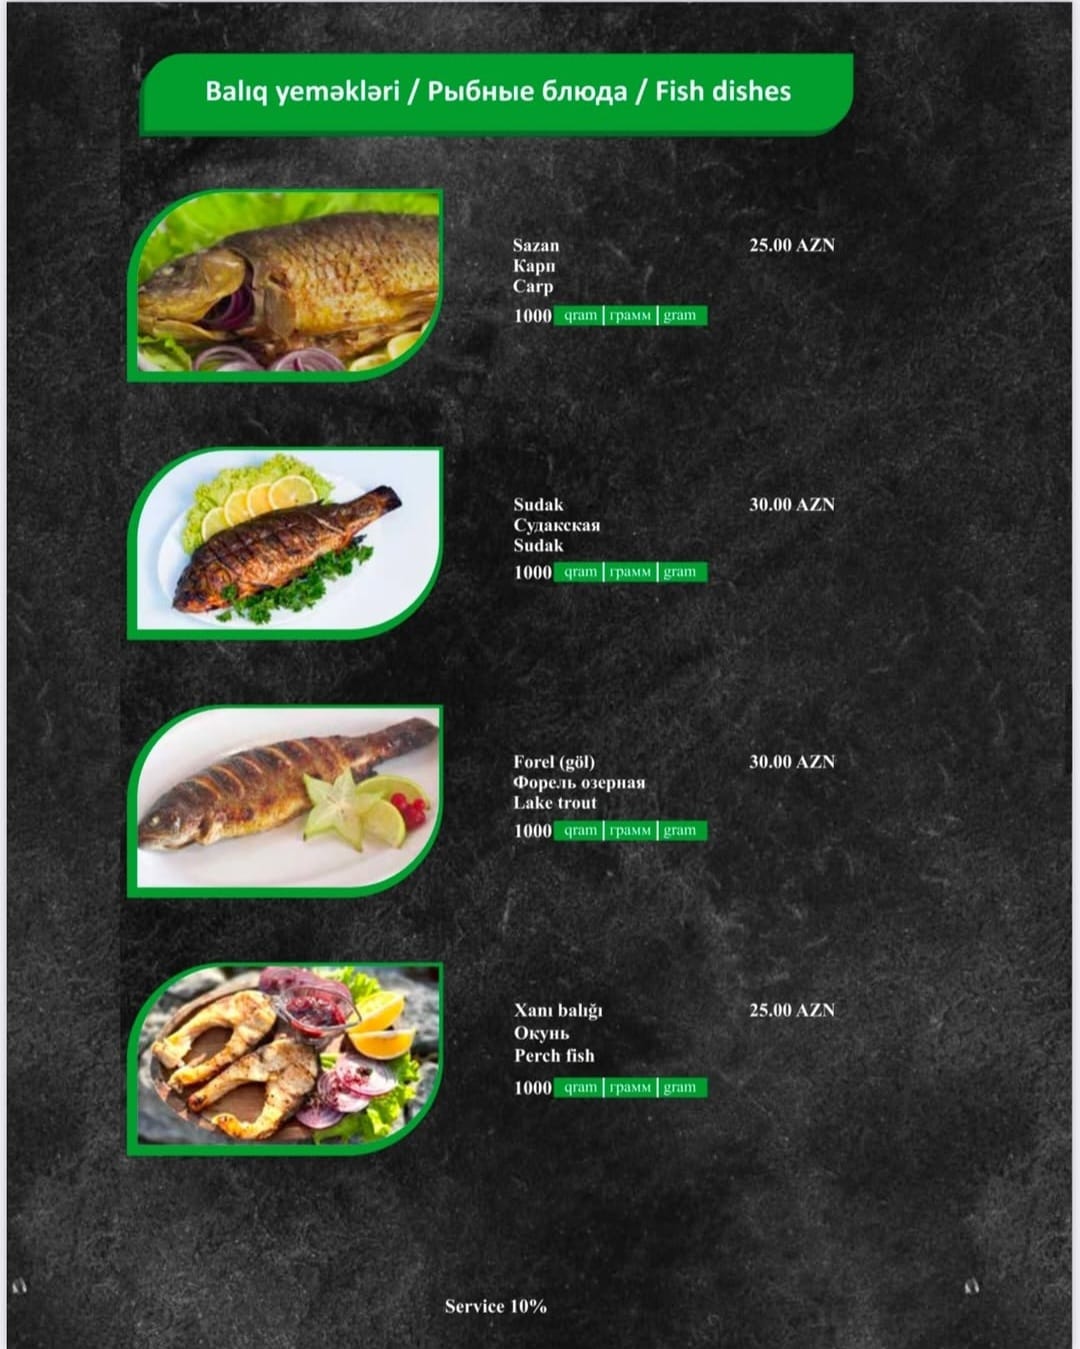 Balıq yeməkləri / Рыбные блюда / Fish dishes
Sazan 25.00 AZN
Карп
Carp
1000 qram | грамм | gram
Sudak 30.00 AZN
Судакская
Sudak
1000 qram | грамм | gram
Forel (göl) 30.00 AZN
Форель озерная
Lake trout
1000 qram | грамм | gram
Xanı balığı 25.00 AZN
Окунь
Perch fish
1000 qram | грамм | gram
Service 10%